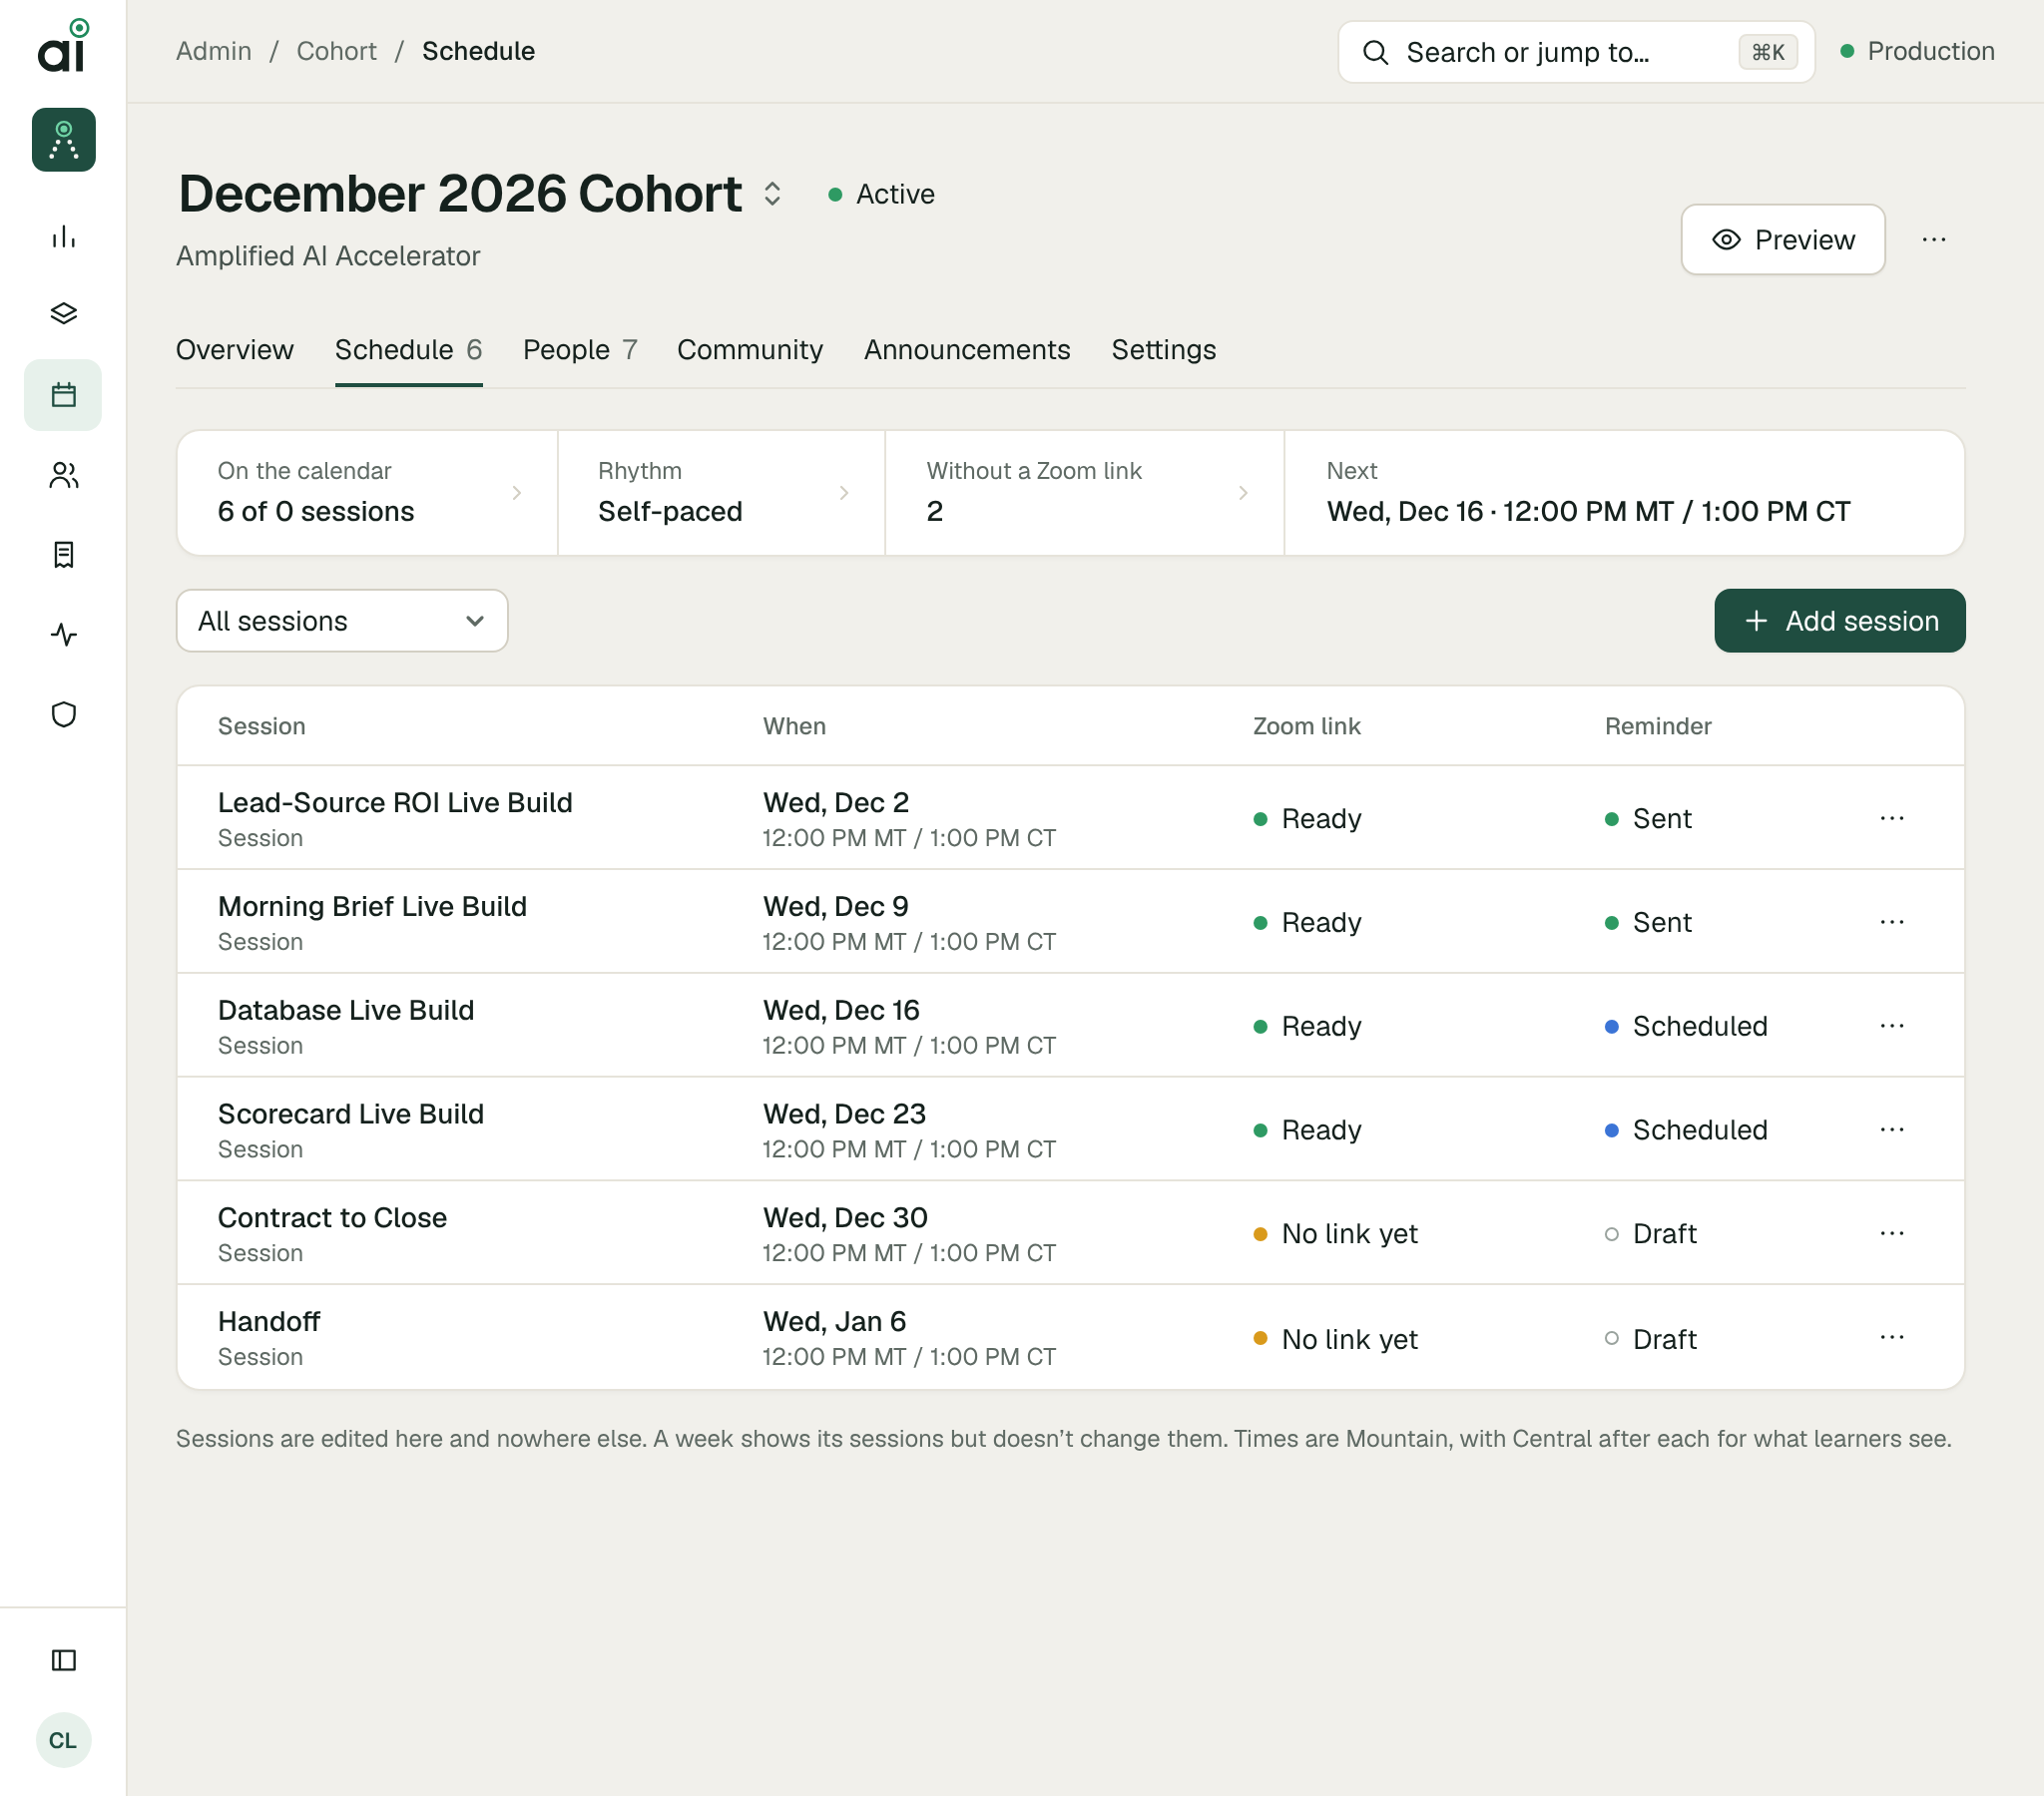 ai
Admin / Cohort / Schedule
Search or jump to...
⌘K
Production
December 2026 Cohort
Active
Amplified AI Accelerator
Preview
Overview
Schedule 6
People 7
Community
Announcements
Settings
On the calendar
6 of 0 sessions
Rhythm
Self-paced
Without a Zoom link
2
Next
Wed, Dec 16 · 12:00 PM MT / 1:00 PM CT
All sessions
Add session
Session
When
Zoom link
Reminder
Lead-Source ROI Live Build
Session
Wed, Dec 2
12:00 PM MT / 1:00 PM CT
Ready
Sent
Morning Brief Live Build
Session
Wed, Dec 9
12:00 PM MT / 1:00 PM CT
Ready
Sent
Database Live Build
Session
Wed, Dec 16
12:00 PM MT / 1:00 PM CT
Ready
Scheduled
Scorecard Live Build
Session
Wed, Dec 23
12:00 PM MT / 1:00 PM CT
Ready
Scheduled
Contract to Close
Session
Wed, Dec 30
12:00 PM MT / 1:00 PM CT
No link yet
Draft
Handoff
Session
Wed, Jan 6
12:00 PM MT / 1:00 PM CT
No link yet
Draft
Sessions are edited here and nowhere else. A week shows its sessions but doesn’t change them. Times are Mountain, with Central after each for what learners see.
CL